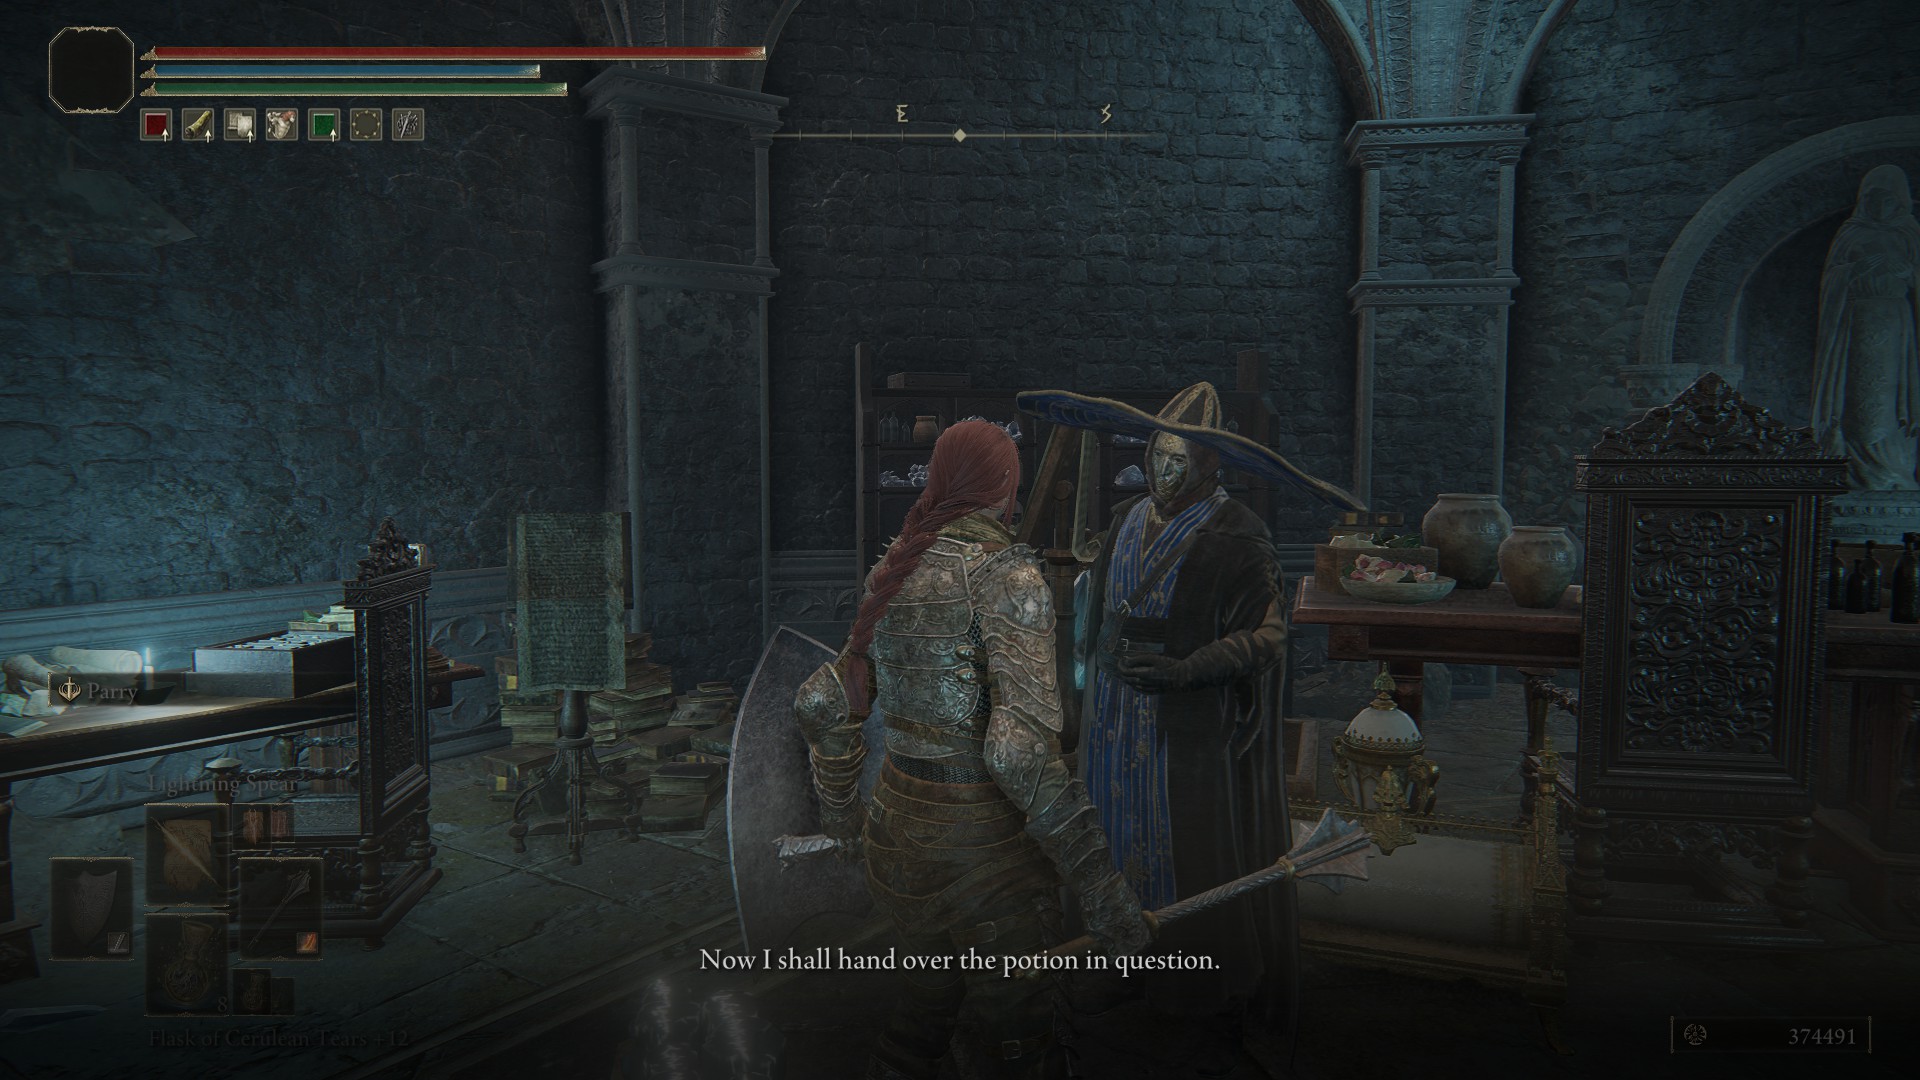 E S
Parry
Lightning Spear
8
Flask of Cerulean Tears +12
Now I shall hand over the potion in question.
374491